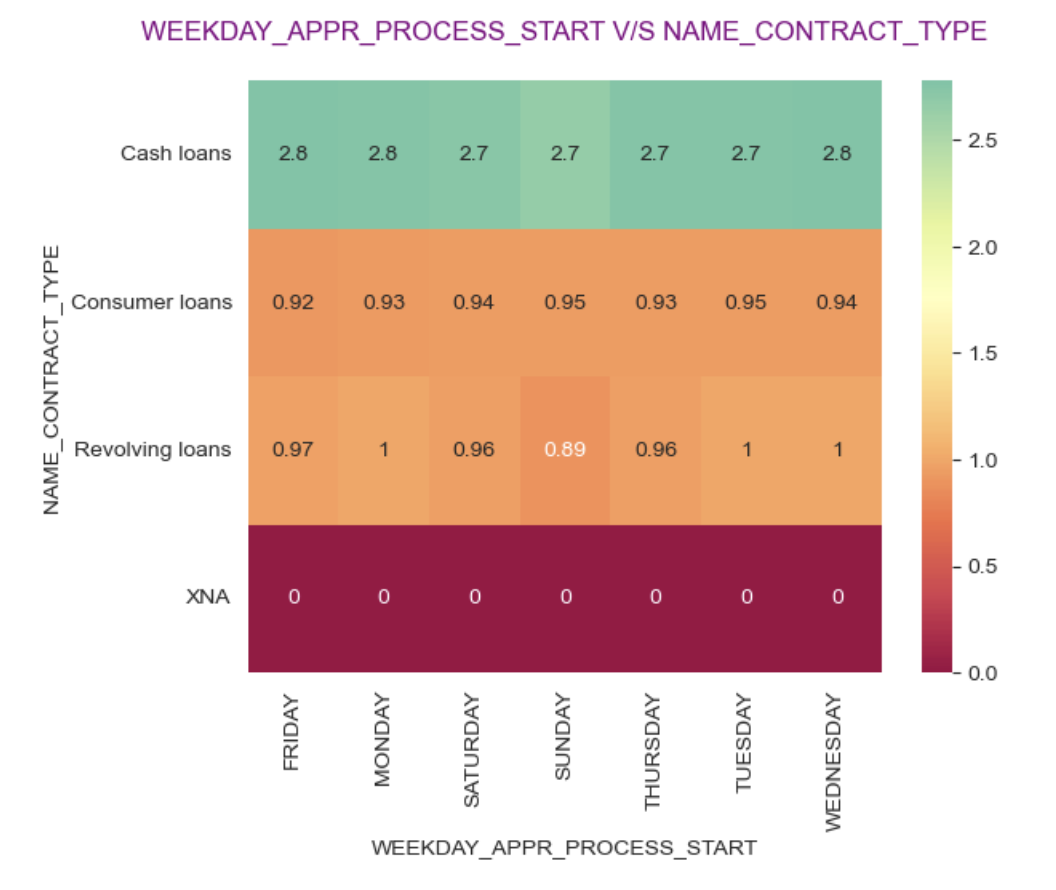 WEEKDAY_APPR_PROCESS_START V/S NAME_CONTRACT_TYPE
NAME_CONTRACT_TYPE
Cash loans 2.8 2.8 2.7 2.7 2.7 2.7 2.8
Consumer loans 0.92 0.93 0.94 0.95 0.93 0.95 0.94
Revolving loans 0.97 1 0.96 0.89 0.96 1 1
XNA 0 0 0 0 0 0 0
FRIDAY MONDAY SATURDAY SUNDAY THURSDAY TUESDAY WEDNESDAY
WEEKDAY_APPR_PROCESS_START
2.5
2.0
1.5
1.0
0.5
0.0